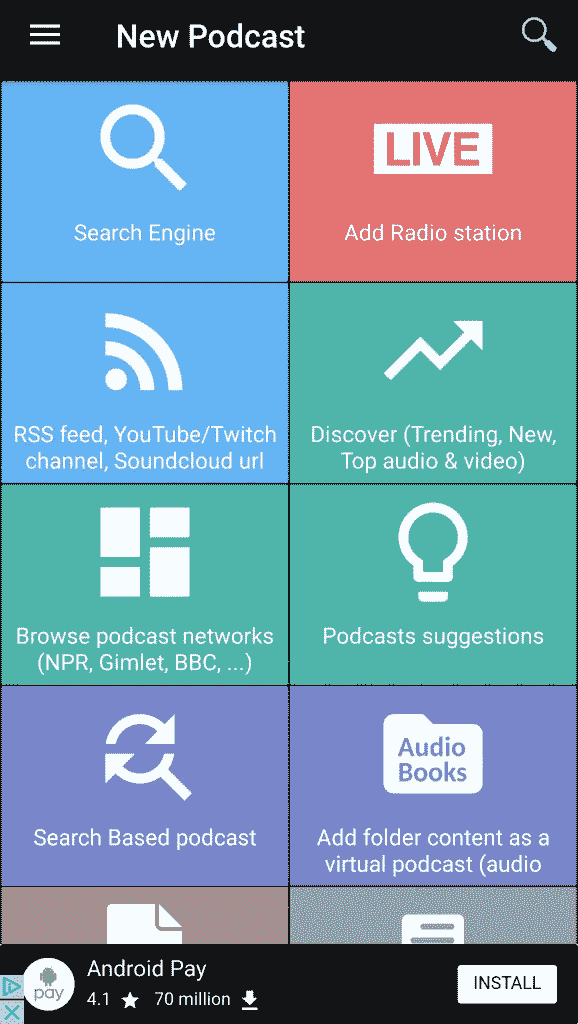 New Podcast
LIVE
Search Engine
Add Radio station
RSS feed, YouTube/Twitch
channel, Soundcloud url
Discover (Trending, New,
Top audio & video)
Browse podcast networks
(NPR, Gimlet, BBC, ...)
Podcasts suggestions
Search Based podcast
Audio
Books
Add folder content as a
virtual podcast (audio
pay
Android Pay
4.1 ★ 70 million
INSTALL